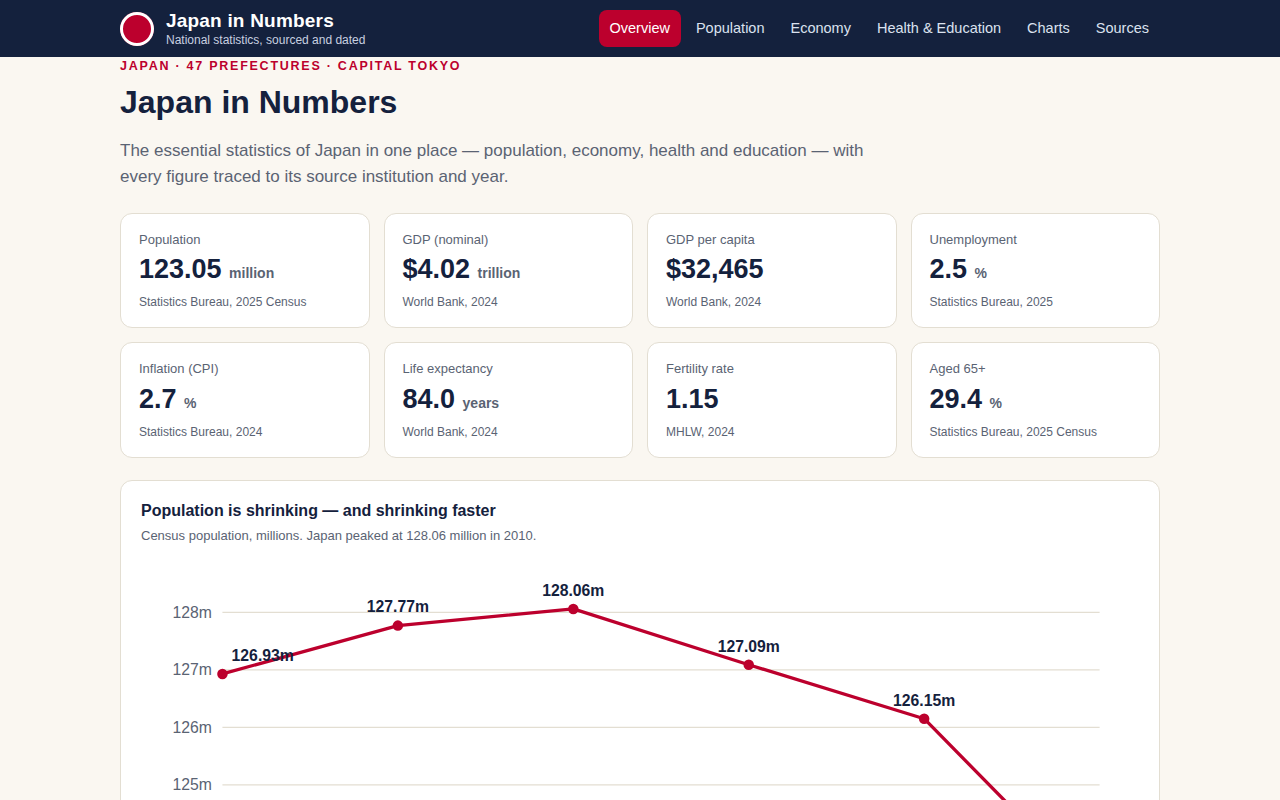 Japan in Numbers
National statistics, sourced and dated
Overview
Population
Economy
Health & Education
Charts
Sources
JAPAN · 47 PREFECTURES · CAPITAL TOKYO
Japan in Numbers
The essential statistics of Japan in one place — population, economy, health and education — with
every figure traced to its source institution and year.
Population
123.05 million
Statistics Bureau, 2025 Census
GDP (nominal)
$4.02 trillion
World Bank, 2024
GDP per capita
$32,465
World Bank, 2024
Unemployment
2.5 %
Statistics Bureau, 2025
Inflation (CPI)
2.7 %
Statistics Bureau, 2024
Life expectancy
84.0 years
World Bank, 2024
Fertility rate
1.15
MHLW, 2024
Aged 65+
29.4 %
Statistics Bureau, 2025 Census
Population is shrinking — and shrinking faster
Census population, millions. Japan peaked at 128.06 million in 2010.
128m
127m
126m
125m
126.93m
127.77m
128.06m
127.09m
126.15m